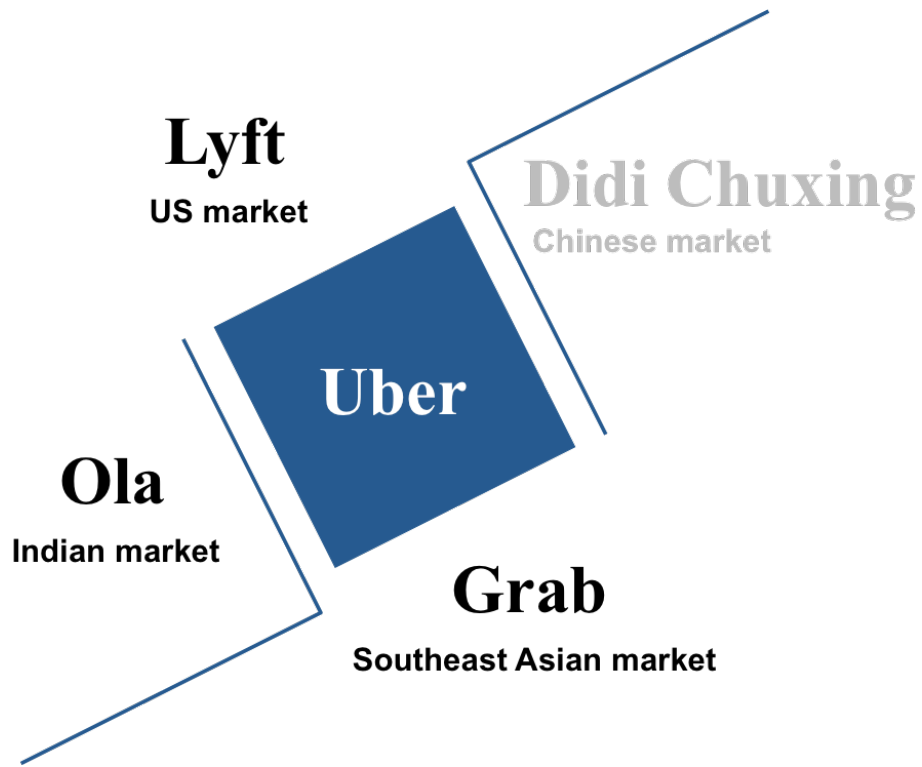 Lyft
US market
Didi Chuxing
Chinese market
Uber
Ola
Indian market
Grab
Southeast Asian market